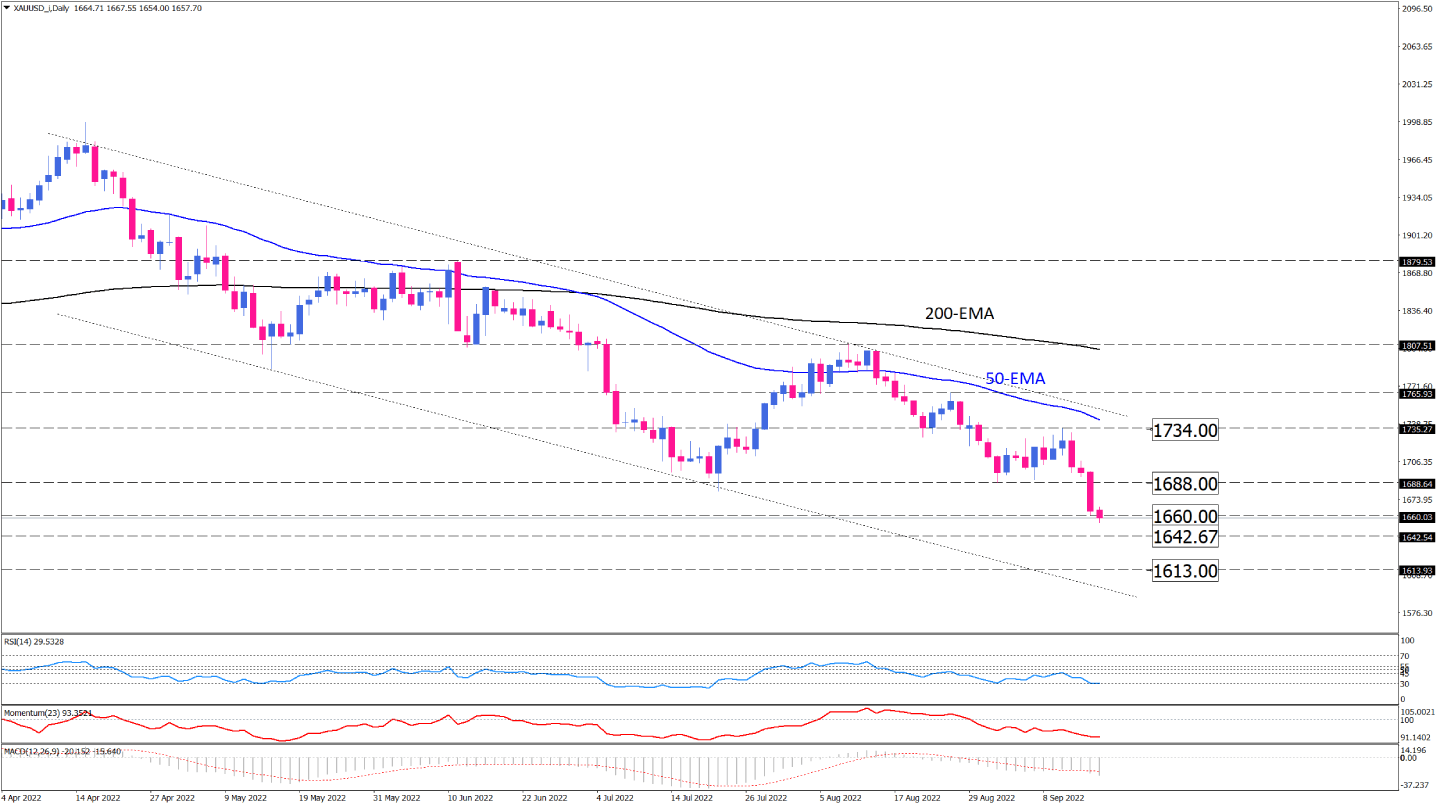 XAUUSD_i,Daily 1664.71 1667.55 1654.00 1657.70
2096.50
2063.65
2031.25
1998.85
1966.45
1934.05
1901.20
1879.53
1868.80
1836.40
200-EMA
1807.51
50-EMA
1771.60
1765.93
1735.27
1734.00
1706.35
1688.00
1688.64
1673.95
1660.00
1660.03
1642.67
1642.54
1613.00
1613.93
1576.30
RSI(14) 29.5328
100
70
30
0
Momentum(23) 93.3521
105.0021
100
91.1402
MACD(12,26,9) -20.152 -15.640
14.196
0.00
-37.237
4 Apr 2022
14 Apr 2022
27 Apr 2022
9 May 2022
19 May 2022
31 May 2022
10 Jun 2022
22 Jun 2022
4 Jul 2022
14 Jul 2022
26 Jul 2022
5 Aug 2022
17 Aug 2022
29 Aug 2022
8 Sep 2022